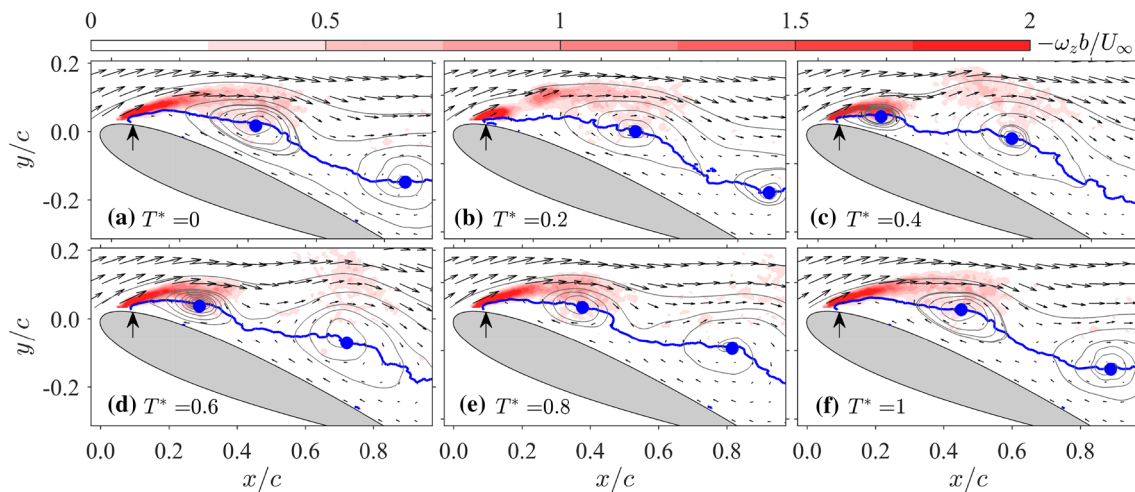 0 0.5 1 1.5 2
−ω_z b/U_∞
0.2 0.0 -0.2
y/c
(a) T* =0
(b) T* =0.2
(c) T* =0.4
0.2 0.0 -0.2
y/c
(d) T* =0.6
(e) T* =0.8
(f) T* =1
0.0 0.2 0.4 0.6 0.8 0.0 0.2 0.4 0.6 0.8 0.0 0.2 0.4 0.6 0.8
x/c x/c x/c